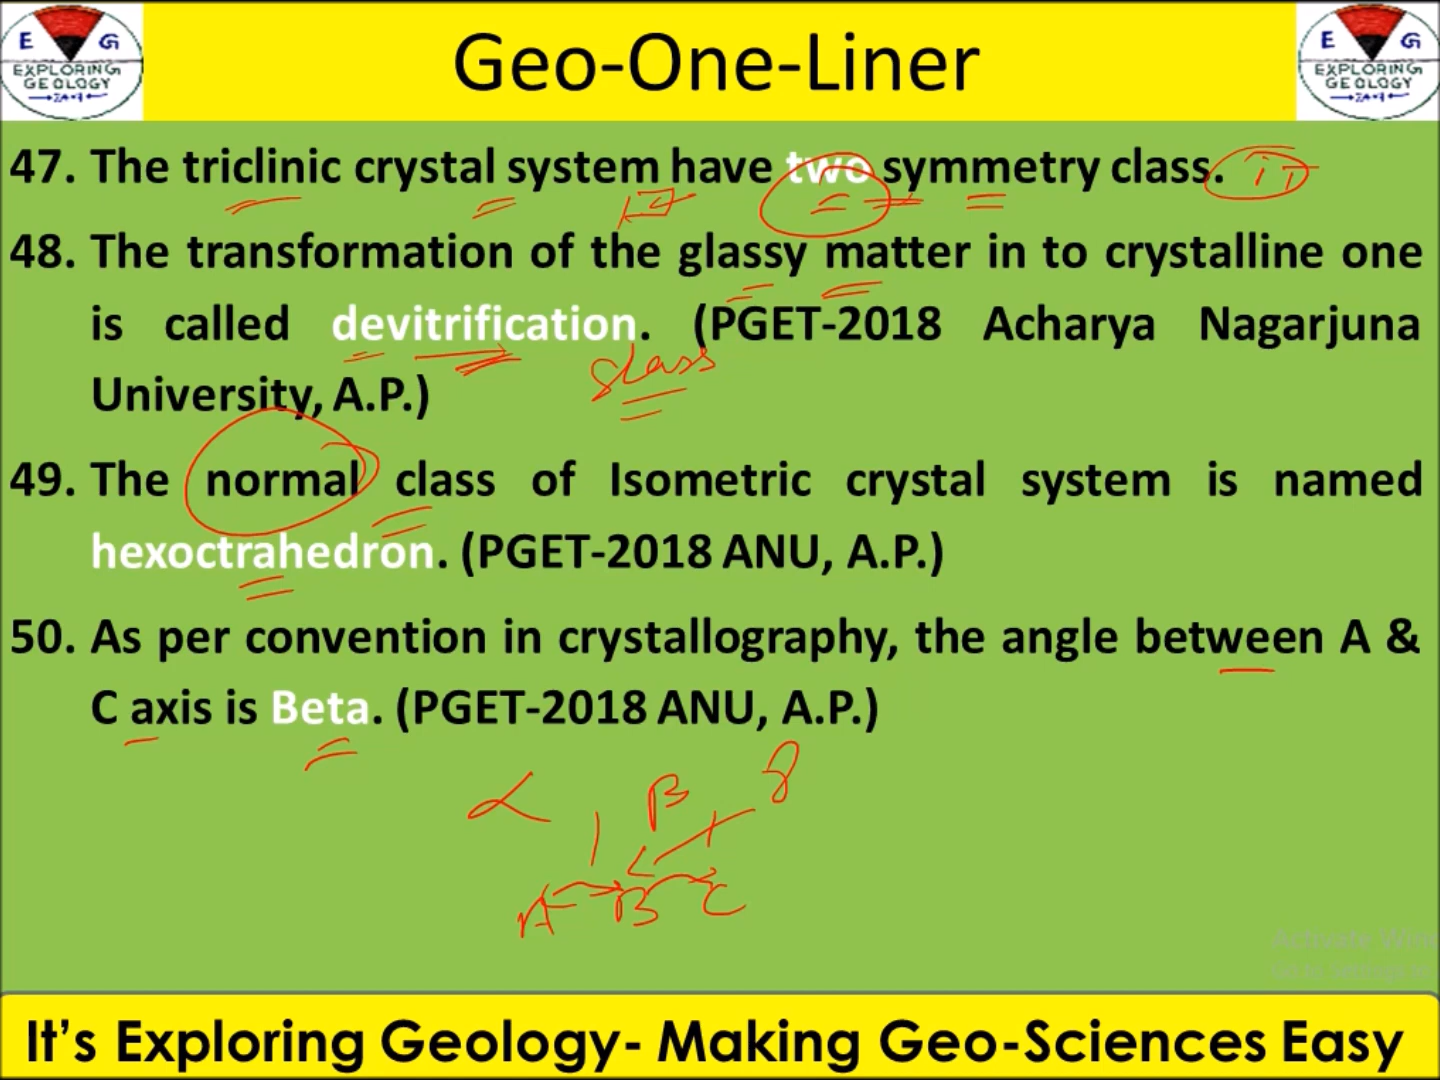 E G
EXPLORING
GEOLOGY
Geo-One-Liner
E G
EXPLORING
GEOLOGY
47. The triclinic crystal system have two symmetry class.
48. The transformation of the glassy matter in to crystalline one
is called devitrification. (PGET-2018 Acharya Nagarjuna
glass
University, A.P.)
49. The normal class of Isometric crystal system is named
hexoctrahedron. (PGET-2018 ANU, A.P.)
50. As per convention in crystallography, the angle between A &
C axis is Beta. (PGET-2018 ANU, A.P.)
α β γ
A B C
Activate Win
It's Exploring Geology- Making Geo-Sciences Easy